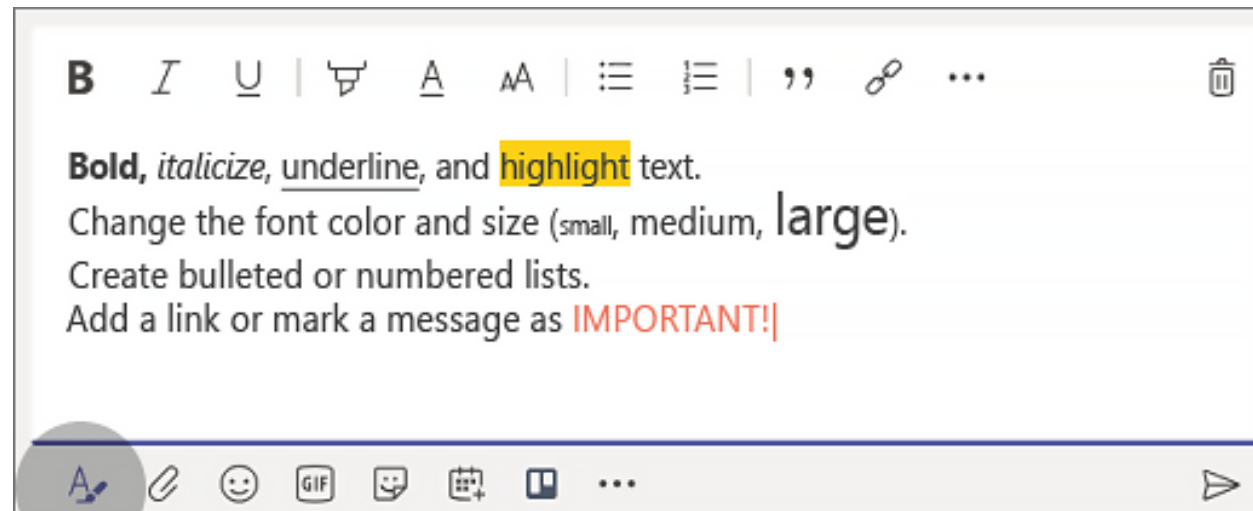 B I U A AA
Bold, italicize, underline, and highlight text.
Change the font color and size (small, medium, large).
Create bulleted or numbered lists.
Add a link or mark a message as IMPORTANT!
A GIF